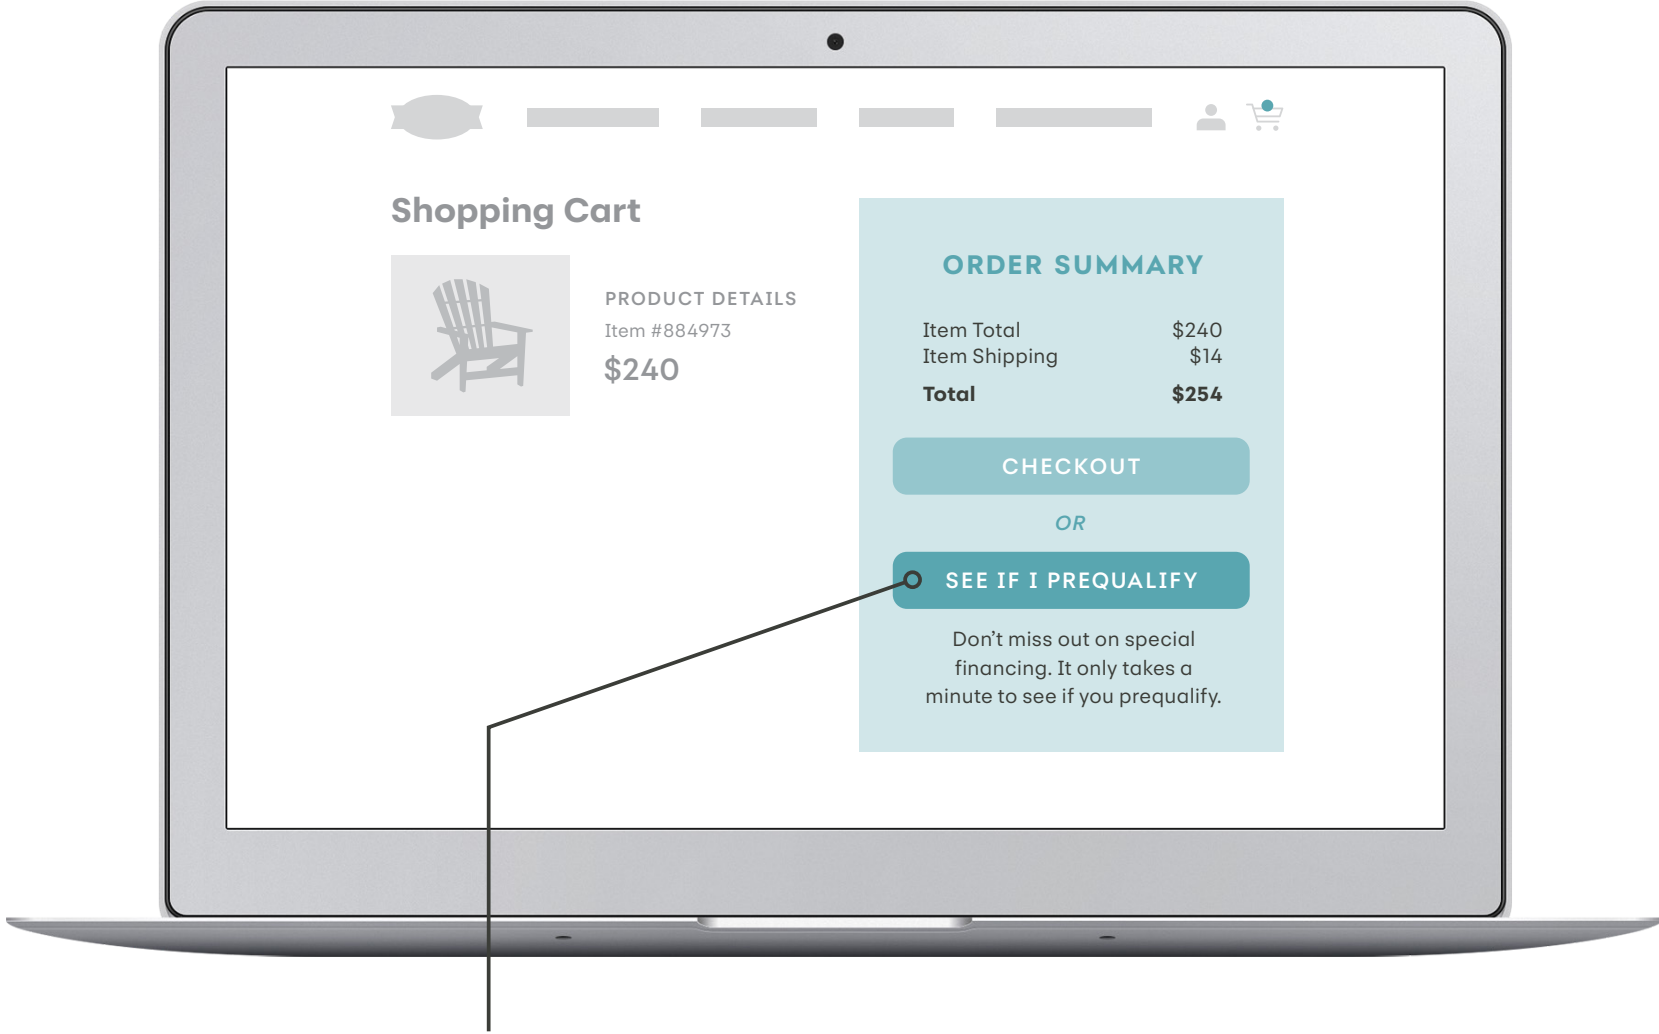 Shopping Cart
PRODUCT DETAILS
Item #884973
$240
ORDER SUMMARY
Item Total $240
Item Shipping $14
Total $254
CHECKOUT
OR
SEE IF I PREQUALIFY
Don’t miss out on special
financing. It only takes a
minute to see if you prequalify.